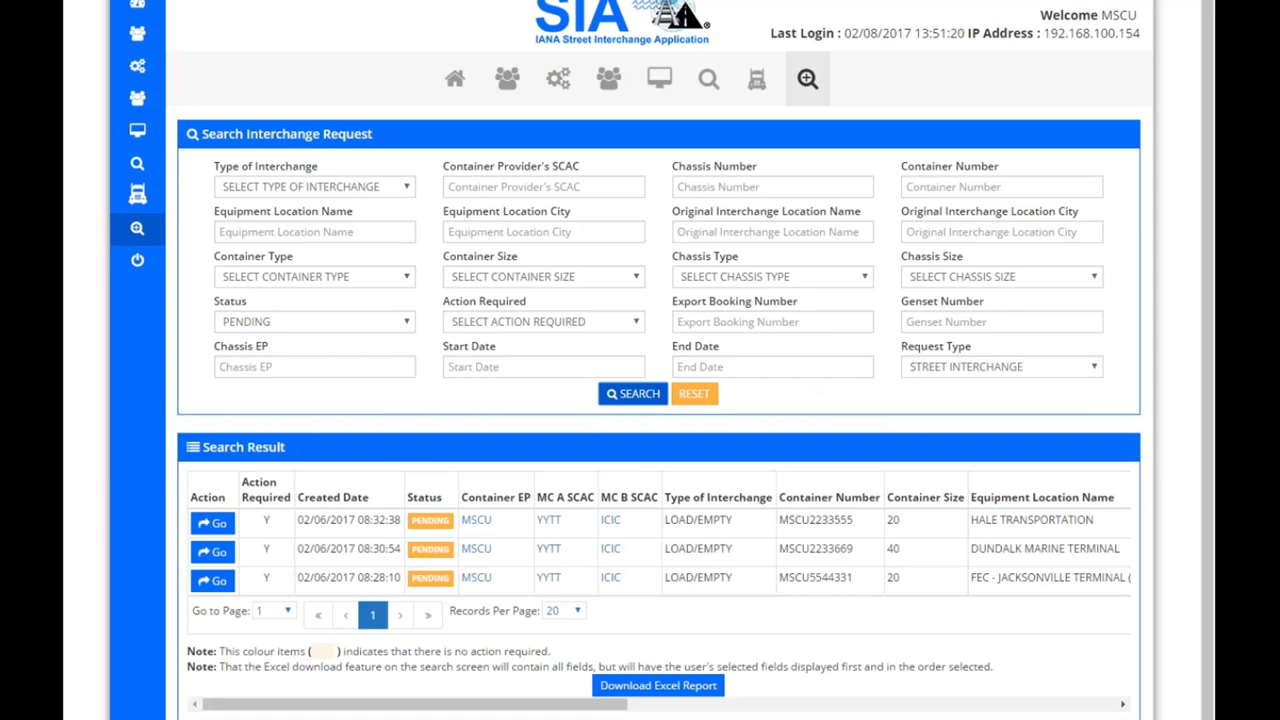 SIA
IANA Street Interchange Application
®
Welcome MSCU
Last Login : 02/08/2017 13:51:20 IP Address : 192.168.100.154
Search Interchange Request
Type of Interchange Container Provider's SCAC Chassis Number Container Number
SELECT TYPE OF INTERCHANGE Container Provider's SCAC Chassis Number Container Number
Equipment Location Name Equipment Location City Original Interchange Location Name Original Interchange Location City
Equipment Location Name Equipment Location City Original Interchange Location Name Original Interchange Location City
Container Type Container Size Chassis Type Chassis Size
SELECT CONTAINER TYPE SELECT CONTAINER SIZE SELECT CHASSIS TYPE SELECT CHASSIS SIZE
Status Action Required Export Booking Number Genset Number
PENDING SELECT ACTION REQUIRED Export Booking Number Genset Number
Chassis EP Start Date End Date Request Type
Chassis EP Start Date End Date STREET INTERCHANGE
SEARCH RESET
Search Result
Action Action Required Created Date Status Container EP MC A SCAC MC B SCAC Type of Interchange Container Number Container Size Equipment Location Name
Go Y 02/06/2017 08:32:38 PENDING MSCU YYTT ICIC LOAD/EMPTY MSCU2233555 20 HALE TRANSPORTATION
Go Y 02/06/2017 08:30:54 PENDING MSCU YYTT ICIC LOAD/EMPTY MSCU2233669 40 DUNDALK MARINE TERMINAL
Go Y 02/06/2017 08:28:10 PENDING MSCU YYTT ICIC LOAD/EMPTY MSCU5544331 20 FEC - JACKSONVILLE TERMINAL (
Go to Page: 1 « ‹ 1 › » Records Per Page: 20
Note: This colour items ( ) indicates that there is no action required.
Note: That the Excel download feature on the search screen will contain all fields, but will have the user's selected fields displayed first and in the order selected.
Download Excel Report